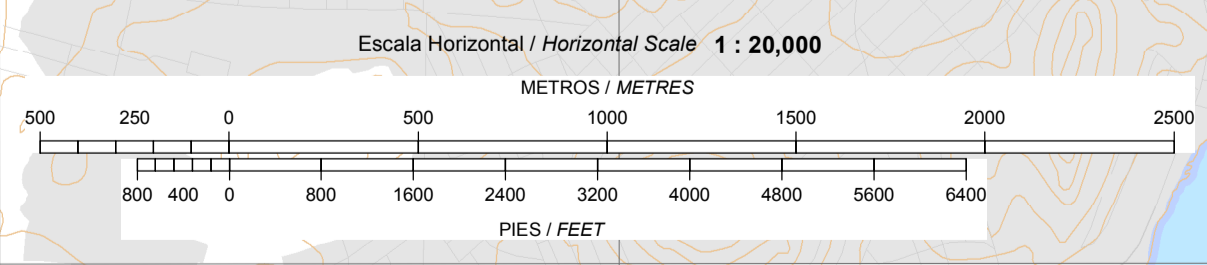 Escala Horizontal / Horizontal Scale 1 : 20,000
METROS / METRES
500 250 0 500 1000 1500 2000 2500
800 400 0 800 1600 2400 3200 4000 4800 5600 6400
PIES / FEET